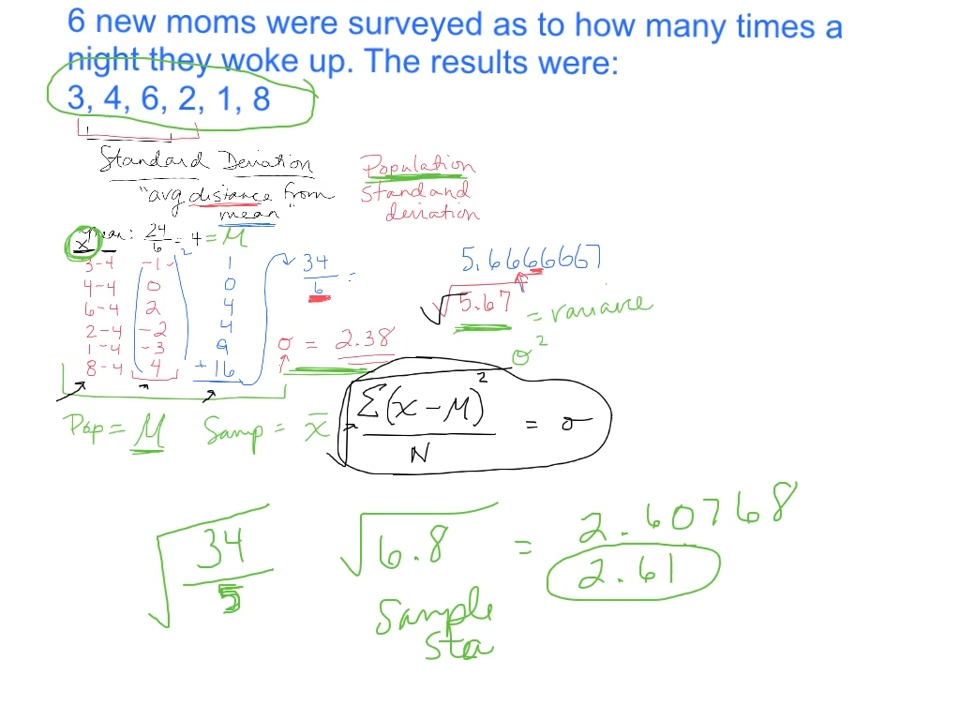 6 new moms were surveyed as to how many times a
night they woke up. The results were:
3, 4, 6, 2, 1, 8
Standard Deviation
"avg distance from
mean"
Population
Standand
deviation
mean: 24/6 = 4 = M
x
3-4 -1 1
4-4 0 0
6-4 2 4
2-4 -2 4
1-4 -3 9
8-4 4 +16
2
34/6 =
5.6666667
√5.67 = variance
σ²
σ = 2.38
√Σ(x-M)²/N = σ
Pop = M Samp = x̄
√34/5 √6.8 = 2.60768
2.61
Sample
Sta